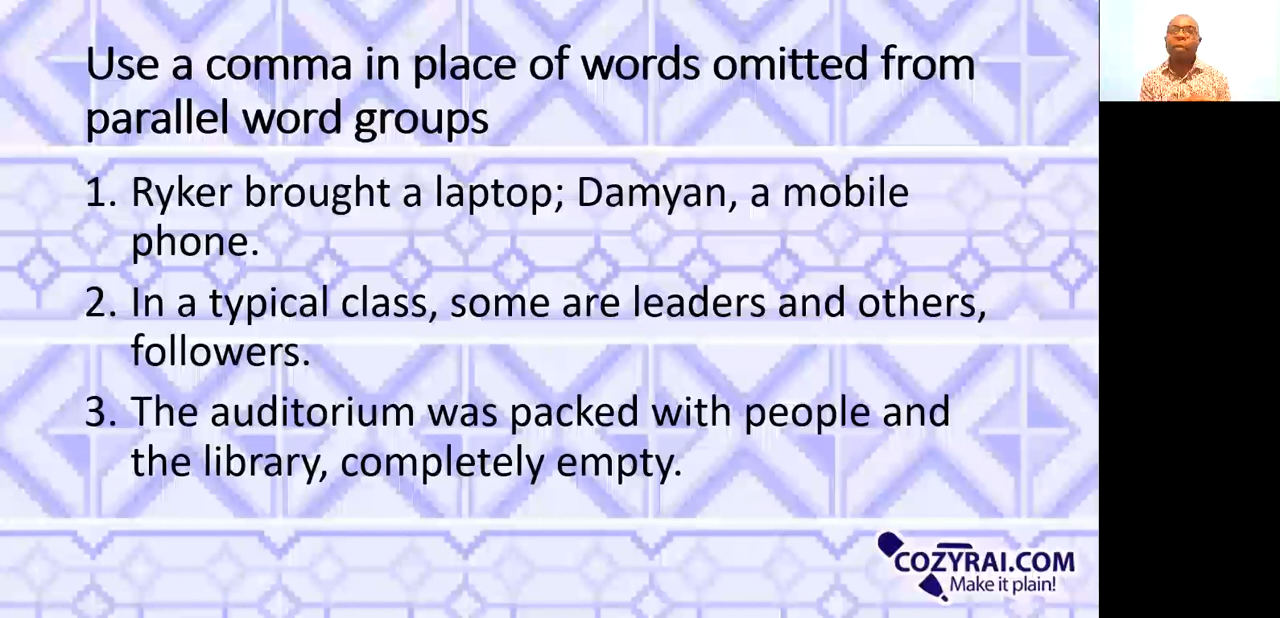 Use a comma in place of words omitted from
parallel word groups
1. Ryker brought a laptop; Damyan, a mobile
phone.
2. In a typical class, some are leaders and others,
followers.
3. The auditorium was packed with people and
the library, completely empty.
COZYRAI.COM
Make it plain!